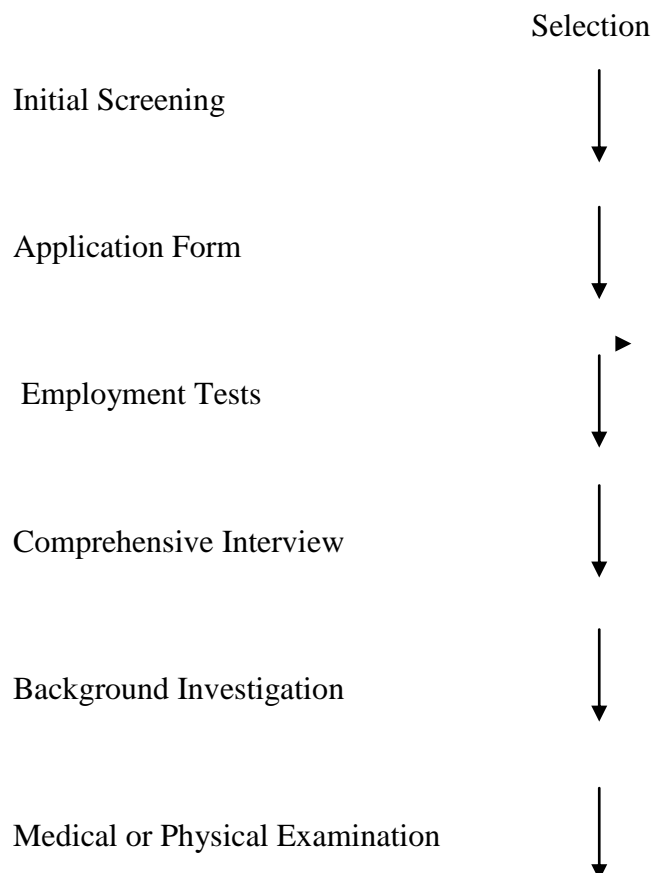 Selection
Initial Screening
Application Form
Employment Tests
Comprehensive Interview
Background Investigation
Medical or Physical Examination